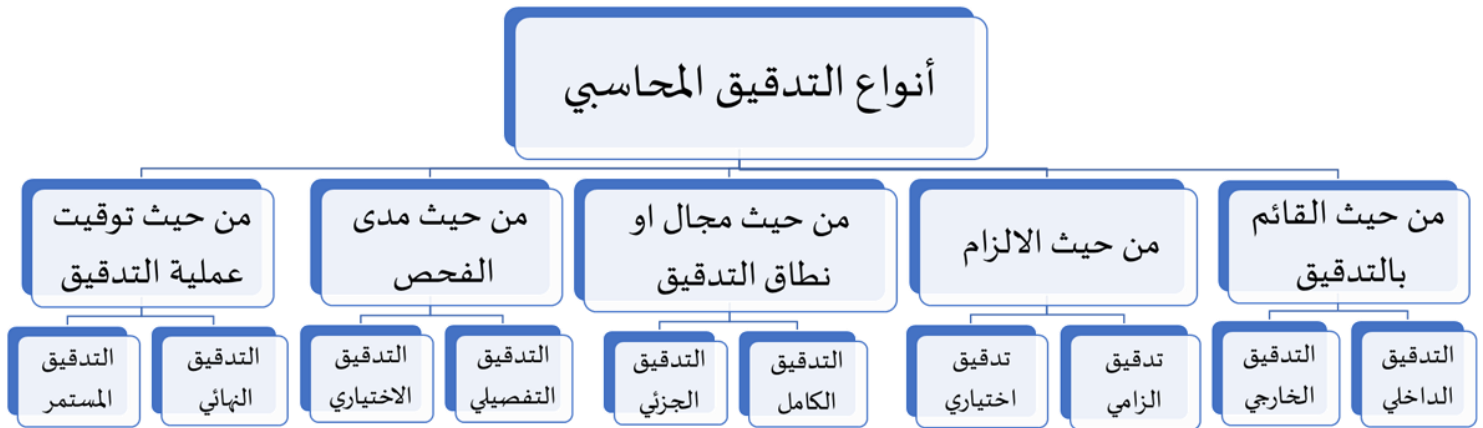 أنواع التدقيق المحاسبي
من حيث القائم
بالتدقيق
من حيث الالزام
من حيث مجال او
نطاق التدقيق
من حيث مدى
الفحص
من حيث توقيت
عملية التدقيق
التدقيق
الداخلي
التدقيق
الخارجي
تدقيق
الزامي
تدقيق
اختياري
التدقيق
الكامل
التدقيق
الجزئي
التدقيق
التفصيلي
التدقيق
الاختياري
التدقيق
النهائي
التدقيق
المستمر